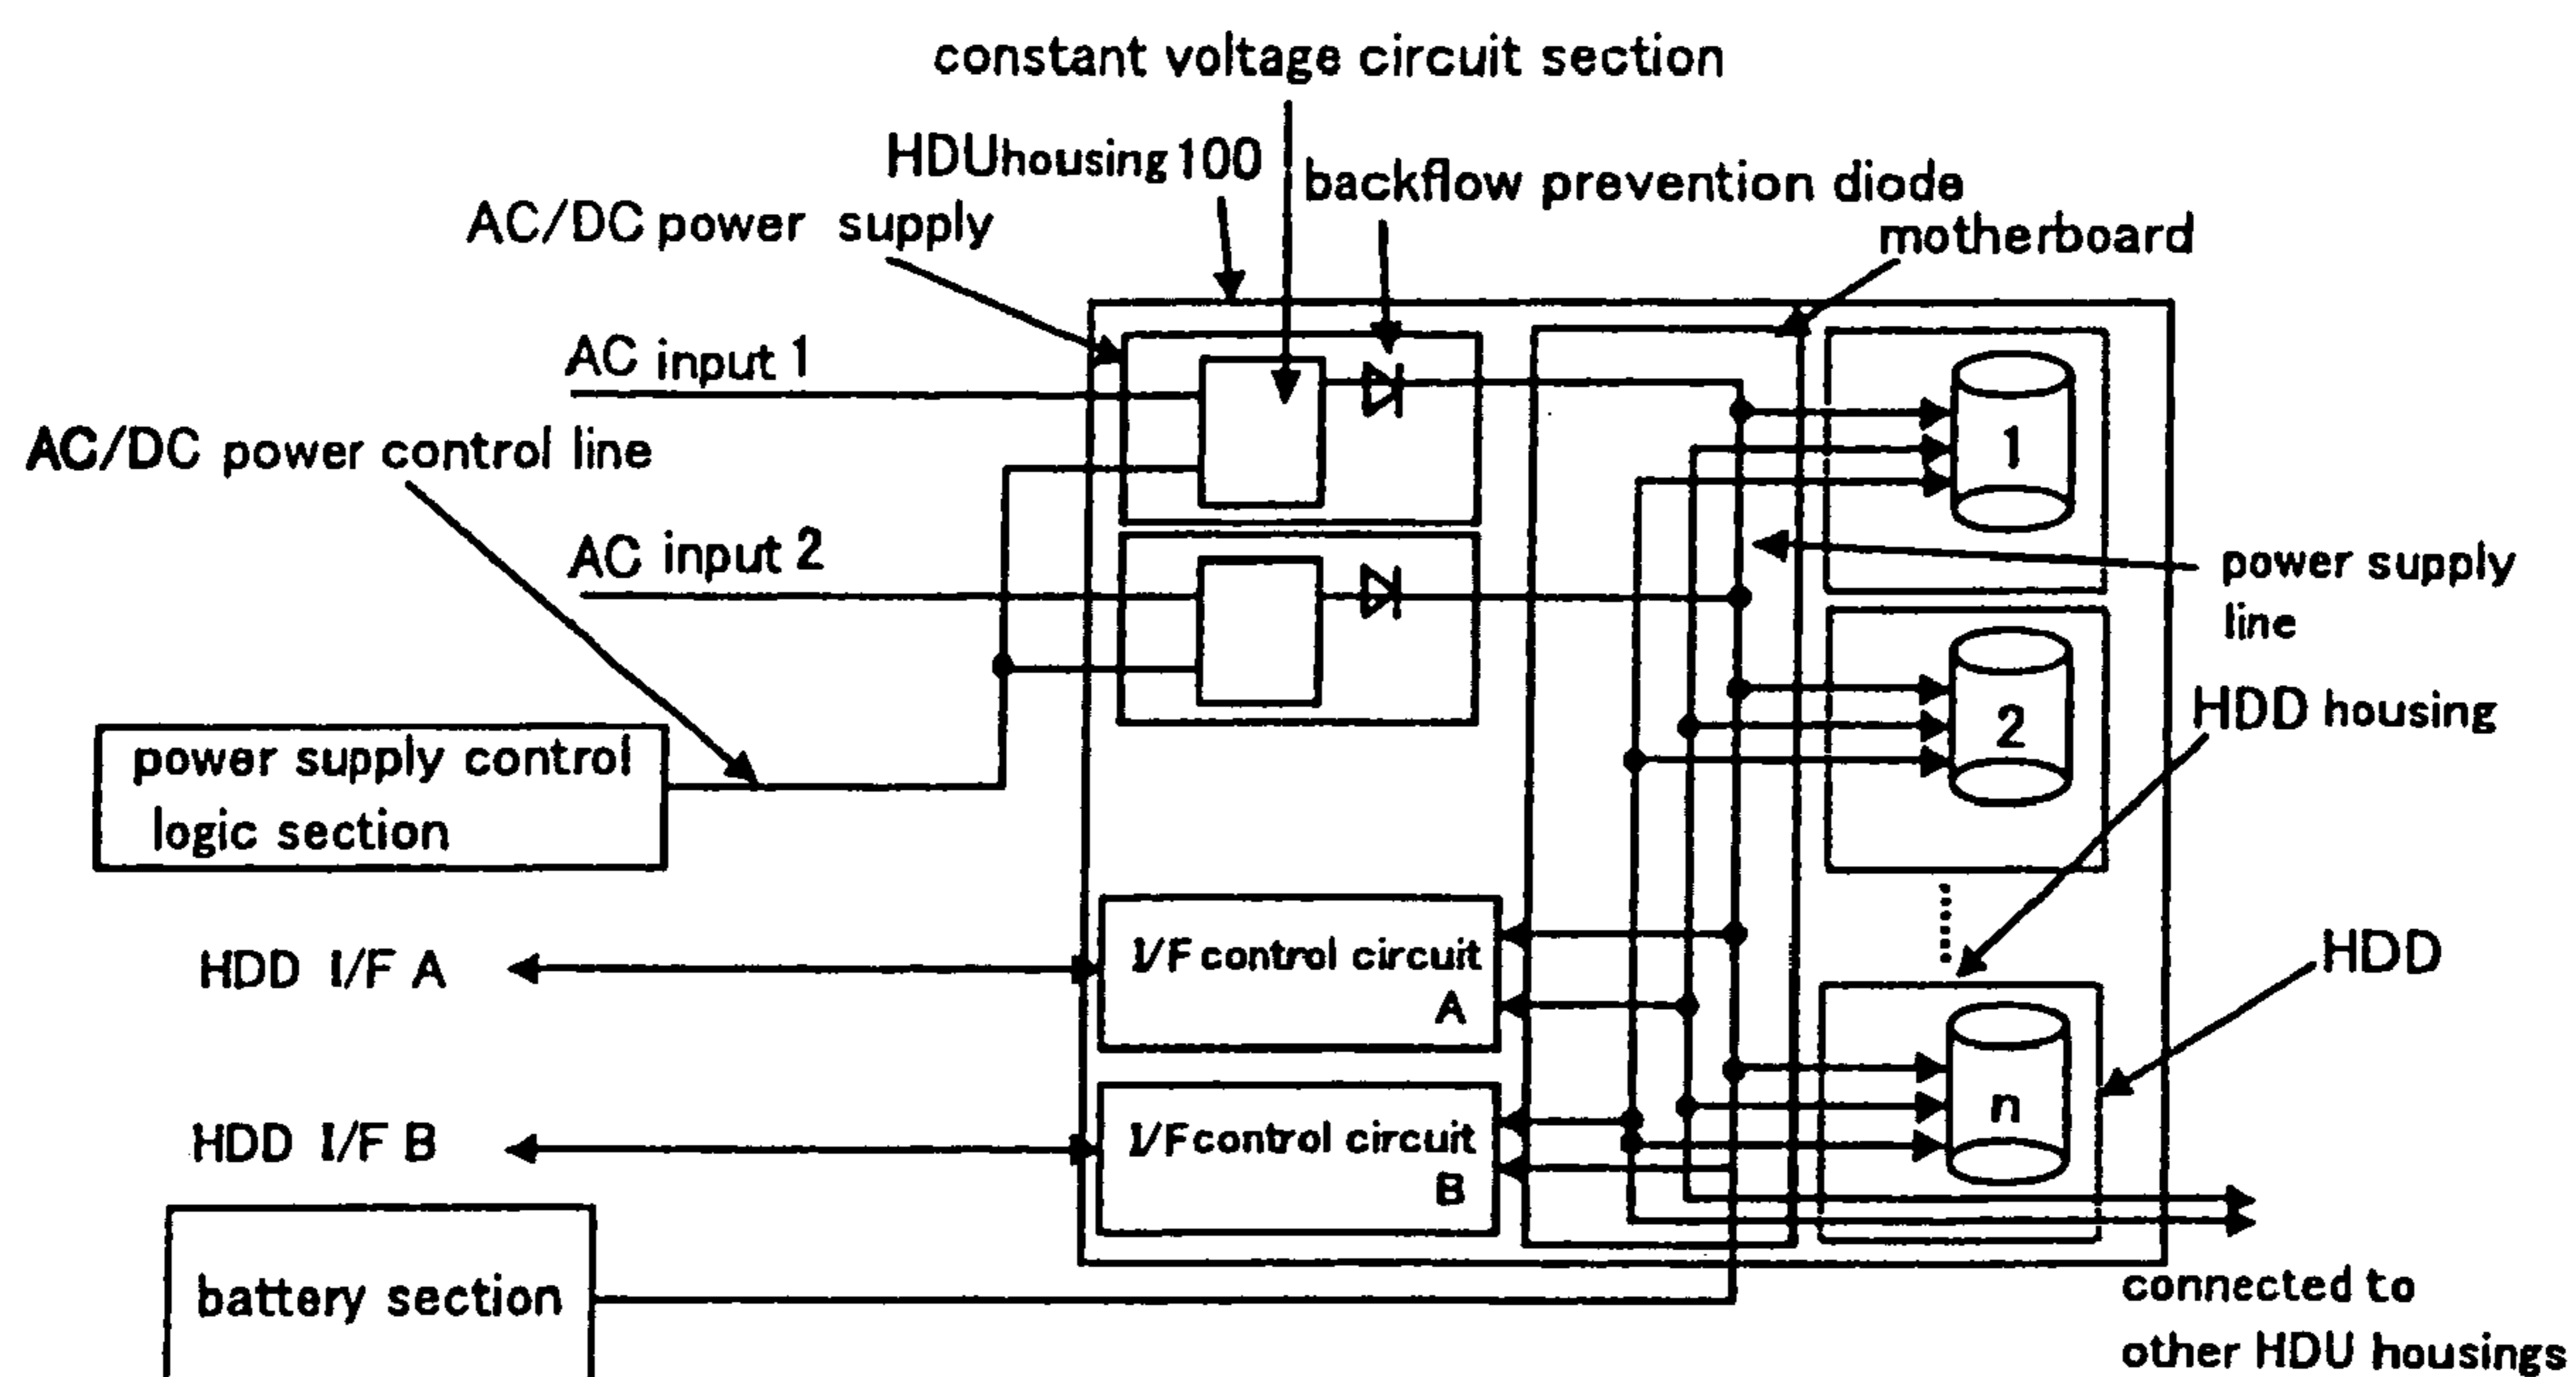 constant voltage circuit section
HDUhousing100
backflow prevention diode
AC/DC power supply
motherboard
AC input 1
AC/DC power control line
1
AC input 2
power supply
line
HDD housing
2
power supply control
logic section
I/F control circuit
A
HDD I/F A
HDD
n
I/F control circuit
B
HDD I/F B
battery section
connected to
other HDU housings